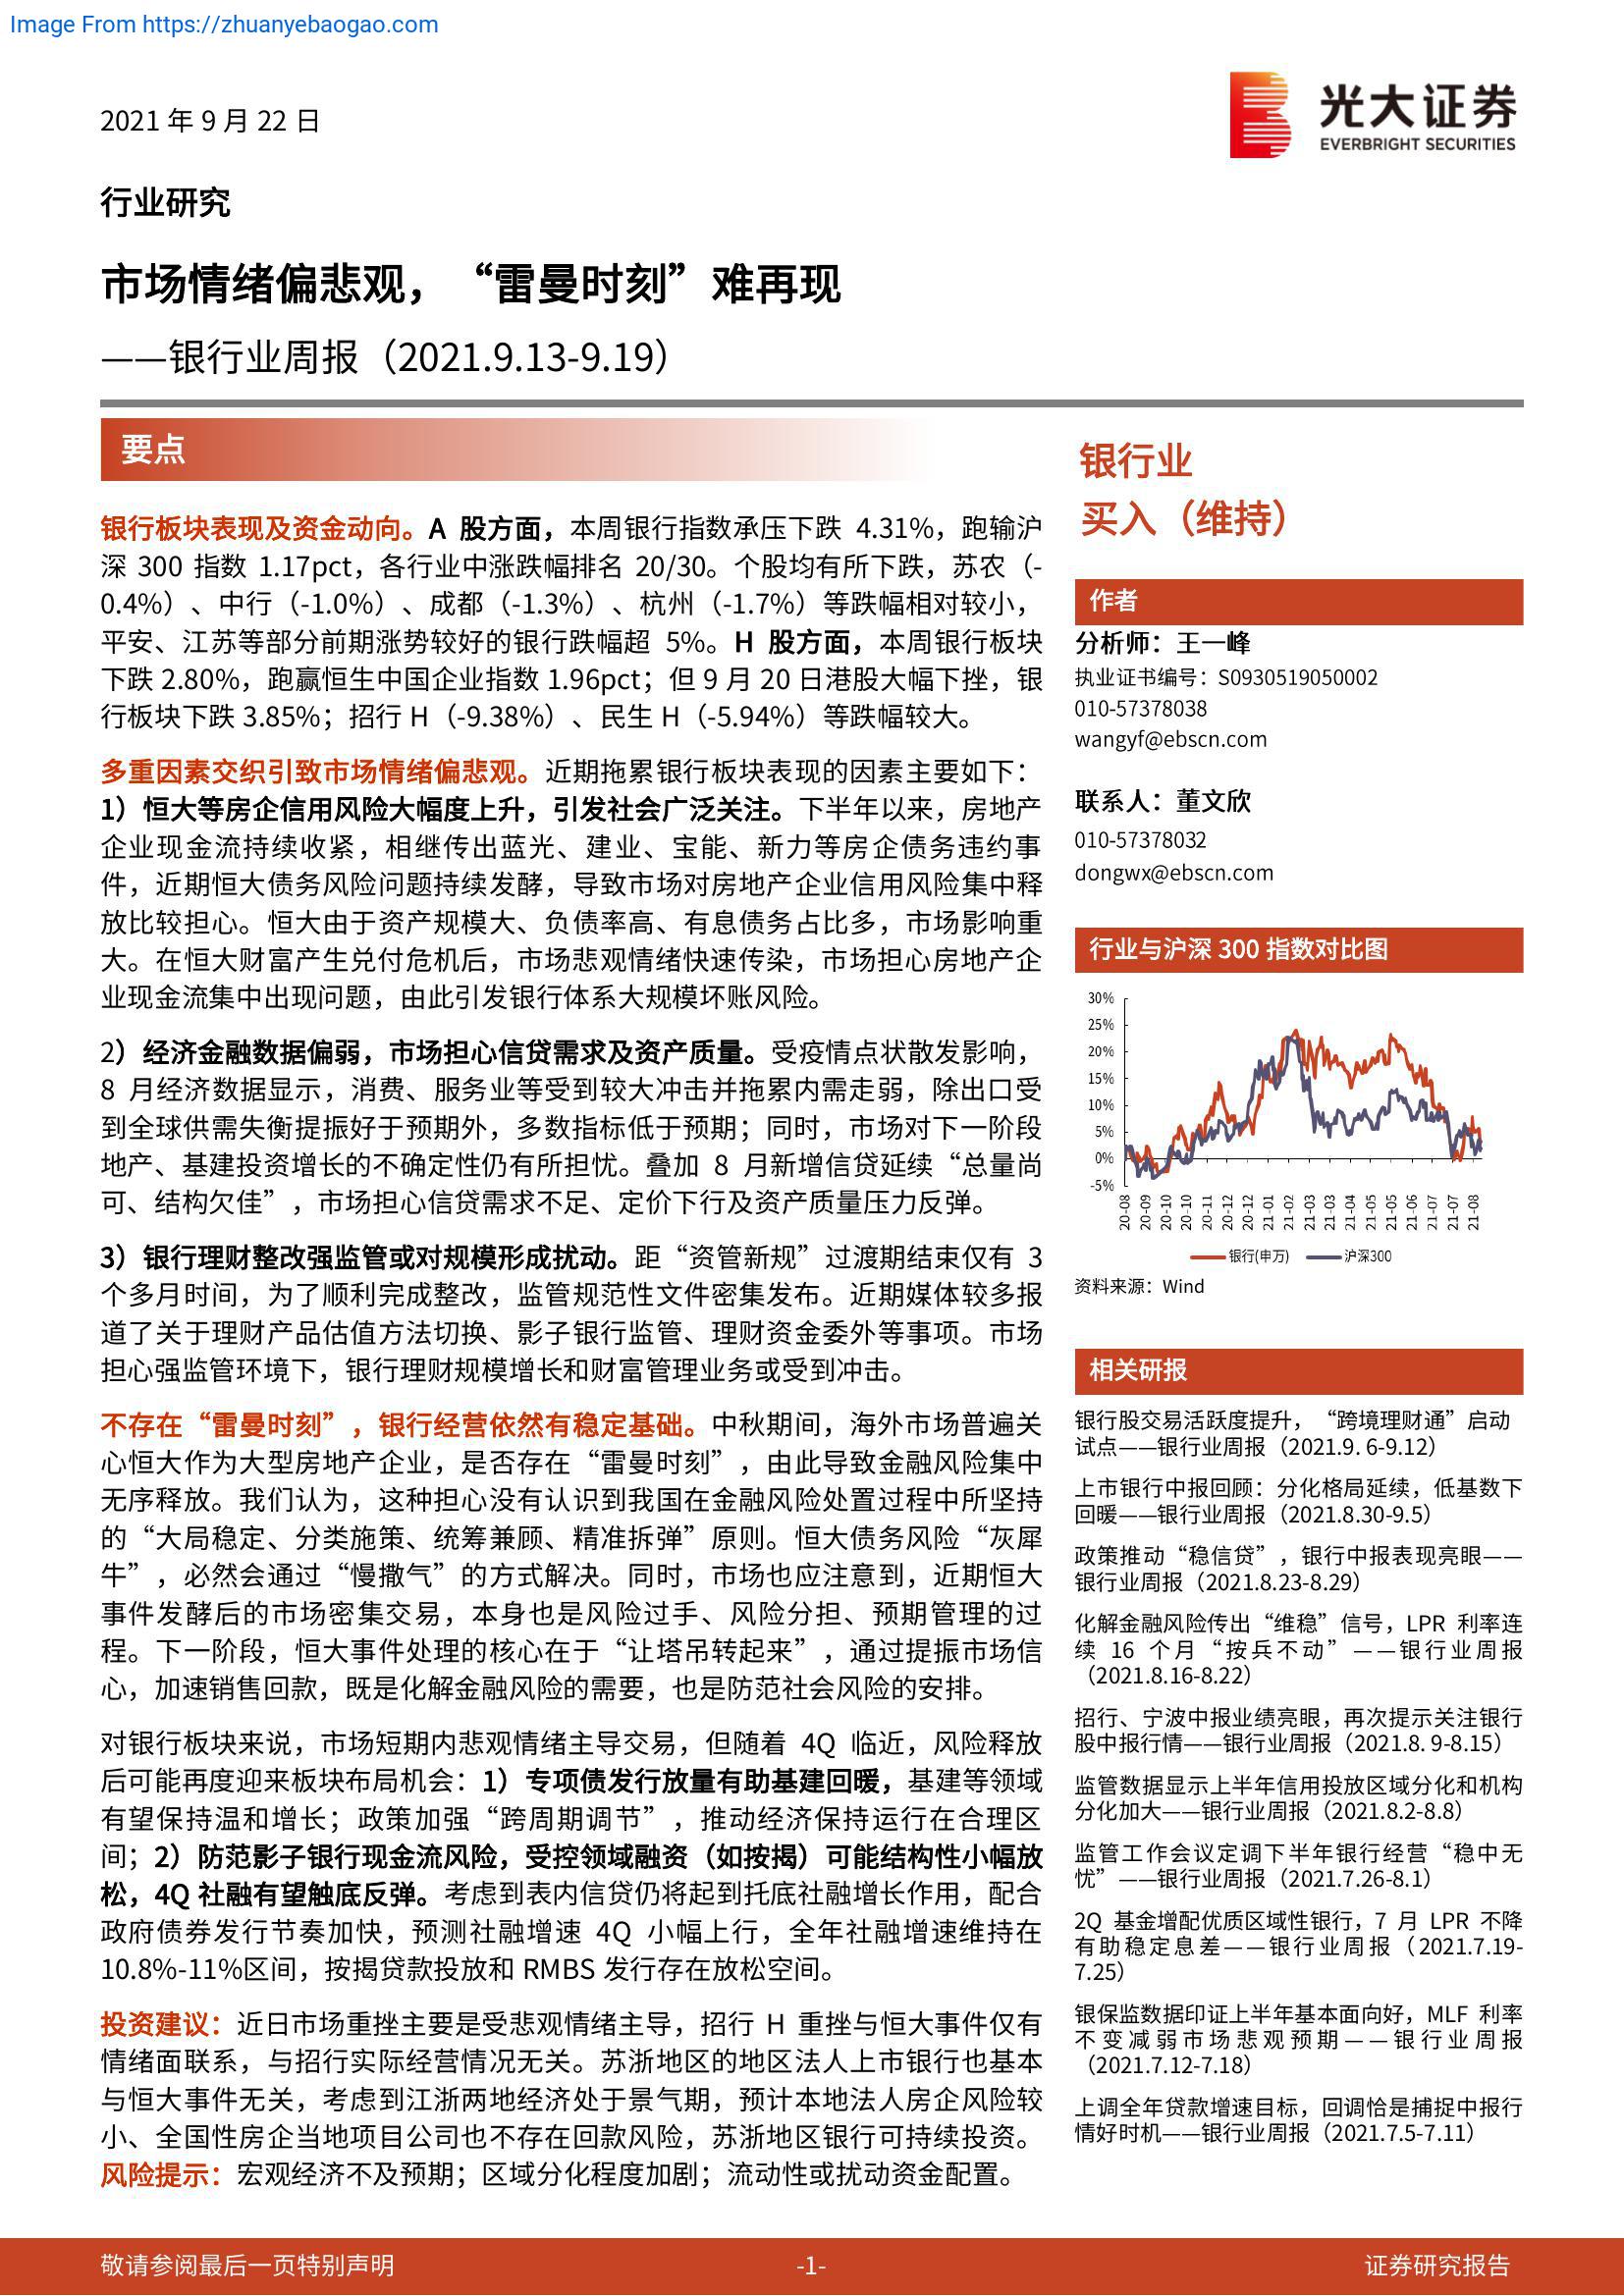 Image From https://zhuanyebaogao.com
2021 年 9 月 22 日
光大证券
EVERBRIGHT SECURITIES
行业研究
市场情绪偏悲观，“雷曼时刻”难再现
——银行业周报（2021.9.13-9.19）
要点
银行板块表现及资金动向。A 股方面，本周银行指数承压下跌 4.31%，跑输沪
深 300 指数 1.17pct，各行业中涨跌幅排名 20/30。个股均有所下跌，苏农（-
0.4%）、中行（-1.0%）、成都（-1.3%）、杭州（-1.7%）等跌幅相对较小，
平安、江苏等部分前期涨势较好的银行跌幅超 5%。H 股方面，本周银行板块
下跌 2.80%，跑赢恒生中国企业指数 1.96pct；但 9 月 20 日港股大幅下挫，银
行板块下跌 3.85%；招行 H（-9.38%）、民生 H（-5.94%）等跌幅较大。
多重因素交织引致市场情绪偏悲观。近期拖累银行板块表现的因素主要如下：
1）恒大等房企信用风险大幅度上升，引发社会广泛关注。下半年以来，房地产
企业现金流持续收紧，相继传出蓝光、建业、宝能、新力等房企债务违约事
件，近期恒大债务风险问题持续发酵，导致市场对房地产企业信用风险集中释
放比较担心。恒大由于资产规模大、负债率高、有息债务占比多，市场影响重
大。在恒大财富产生兑付危机后，市场悲观情绪快速传染，市场担心房地产企
业现金流集中出现问题，由此引发银行体系大规模坏账风险。
2）经济金融数据偏弱，市场担心信贷需求及资产质量。受疫情点状散发影响，
8 月经济数据显示，消费、服务业等受到较大冲击并拖累内需走弱，除出口受
到全球供需失衡提振好于预期外，多数指标低于预期；同时，市场对下一阶段
地产、基建投资增长的不确定性仍有所担忧。叠加 8 月新增信贷延续“总量尚
可、结构欠佳”，市场担心信贷需求不足、定价下行及资产质量压力反弹。
3）银行理财整改强监管或对规模形成扰动。距“资管新规”过渡期结束仅有 3
个多月时间，为了顺利完成整改，监管规范性文件密集发布。近期媒体较多报
道了关于理财产品估值方法切换、影子银行监管、理财资金委外等事项。市场
担心强监管环境下，银行理财规模增长和财富管理业务或受到冲击。
不存在“雷曼时刻”，银行经营依然有稳定基础。中秋期间，海外市场普遍关
心恒大作为大型房地产企业，是否存在“雷曼时刻”，由此导致金融风险集中
无序释放。我们认为，这种担心没有认识到我国在金融风险处置过程中所坚持
的“大局稳定、分类施策、统筹兼顾、精准拆弹”原则。恒大债务风险“灰犀
牛”，必然会通过“慢撒气”的方式解决。同时，市场也应注意到，近期恒大
事件发酵后的市场密集交易，本身也是风险过手、风险分担、预期管理的过
程。下一阶段，恒大事件处理的核心在于“让塔吊转起来”，通过提振市场信
心，加速销售回款，既是化解金融风险的需要，也是防范社会风险的安排。
对银行板块来说，市场短期内悲观情绪主导交易，但随着 4Q 临近，风险释放
后可能再度迎来板块布局机会：1）专项债发行放量有助基建回暖，基建等领域
有望保持温和增长；政策加强“跨周期调节”，推动经济保持运行在合理区
间；2）防范影子银行现金流风险，受控领域融资（如按揭）可能结构性小幅放
松，4Q 社融有望触底反弹。考虑到表内信贷仍将起到托底社融增长作用，配合
政府债券发行节奏加快，预测社融增速 4Q 小幅上行，全年社融增速维持在
10.8%-11%区间，按揭贷款投放和 RMBS 发行存在放松空间。
投资建议：近日市场重挫主要是受悲观情绪主导，招行 H 重挫与恒大事件仅有
情绪面联系，与招行实际经营情况无关。苏浙地区的地区法人上市银行也基本
与恒大事件无关，考虑到江浙两地经济处于景气期，预计本地法人房企风险较
小、全国性房企当地项目公司也不存在回款风险，苏浙地区银行可持续投资。
风险提示：宏观经济不及预期；区域分化程度加剧；流动性或扰动资金配置。
银行业
买入（维持）
作者
分析师：王一峰
执业证书编号：S0930519050002
010-57378038
wangyf@ebscn.com
联系人：董文欣
010-57378032
dongwx@ebscn.com
行业与沪深 300 指数对比图
30%
25%
20%
15%
10%
5%
0%
-5%
20-08
20-09
20-10
20-10
20-11
20-12
20-12
21-01
21-02
21-03
21-03
21-04
21-05
21-05
21-06
21-07
21-07
21-08
银行(申万) 沪深300
资料来源：Wind
相关研报
银行股交易活跃度提升，“跨境理财通”启动
试点——银行业周报（2021.9. 6-9.12）
上市银行中报回顾：分化格局延续，低基数下
回暖——银行业周报（2021.8.30-9.5）
政策推动“稳信贷”，银行中报表现亮眼——
银行业周报（2021.8.23-8.29）
化解金融风险传出“维稳”信号，LPR 利率连
续 16 个月“按兵不动”——银行业周报
（2021.8.16-8.22）
招行、宁波中报业绩亮眼，再次提示关注银行
股中报行情——银行业周报（2021.8. 9-8.15）
监管数据显示上半年信用投放区域分化和机构
分化加大——银行业周报（2021.8.2-8.8）
监管工作会议定调下半年银行经营“稳中无
忧”——银行业周报（2021.7.26-8.1）
2Q 基金增配优质区域性银行，7 月 LPR 不降
有助稳定息差——银行业周报（2021.7.19-
7.25）
银保监数据印证上半年基本面向好，MLF 利率
不变减弱市场悲观预期——银行业周报
（2021.7.12-7.18）
上调全年贷款增速目标，回调恰是捕捉中报行
情好时机——银行业周报（2021.7.5-7.11）
敬请参阅最后一页特别声明
-1-
证券研究报告